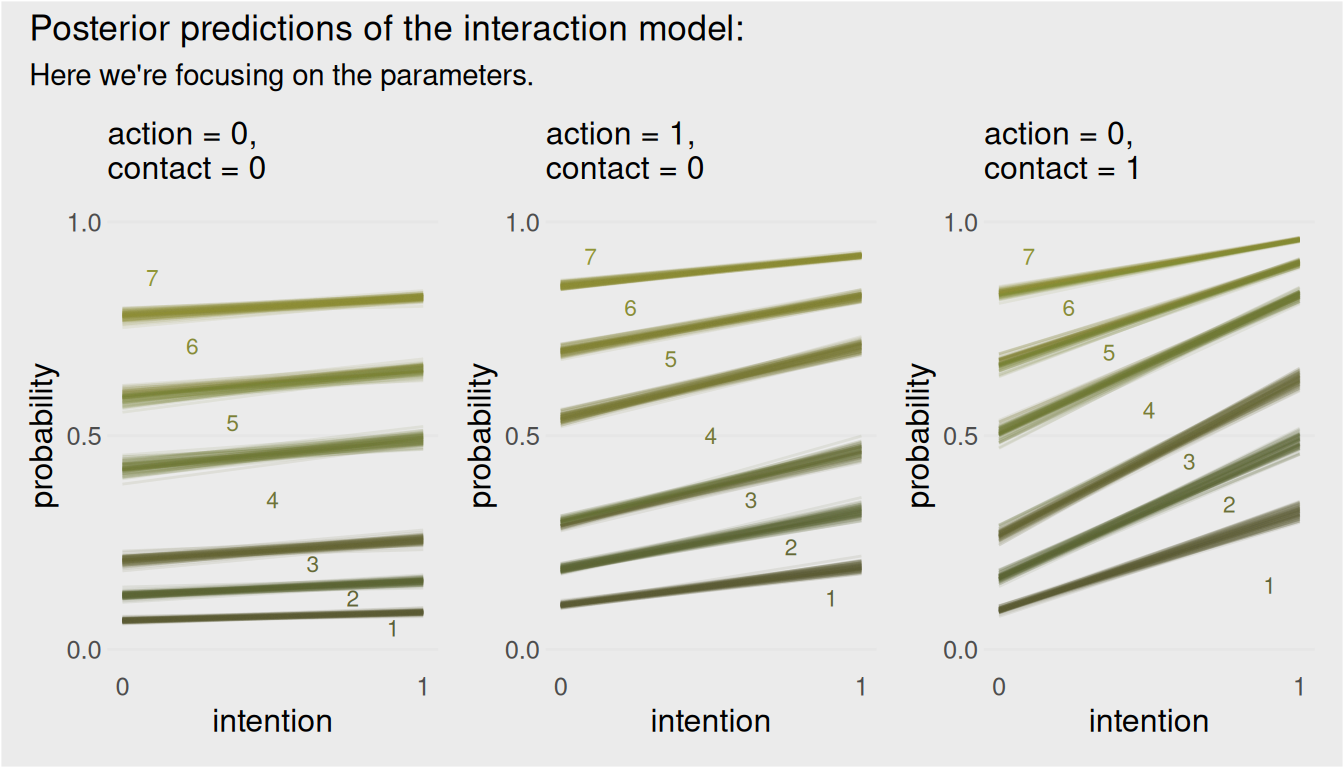 Posterior predictions of the interaction model:
Here we're focusing on the parameters.
action = 0,
contact = 0
1.0
0.5
0.0
probability
7
6
5
4
3
2
1
0
1
intention
action = 1,
contact = 0
1.0
0.5
0.0
probability
7
6
5
4
3
2
1
0
1
intention
action = 0,
contact = 1
1.0
0.5
0.0
probability
7
6
5
4
3
2
1
0
1
intention